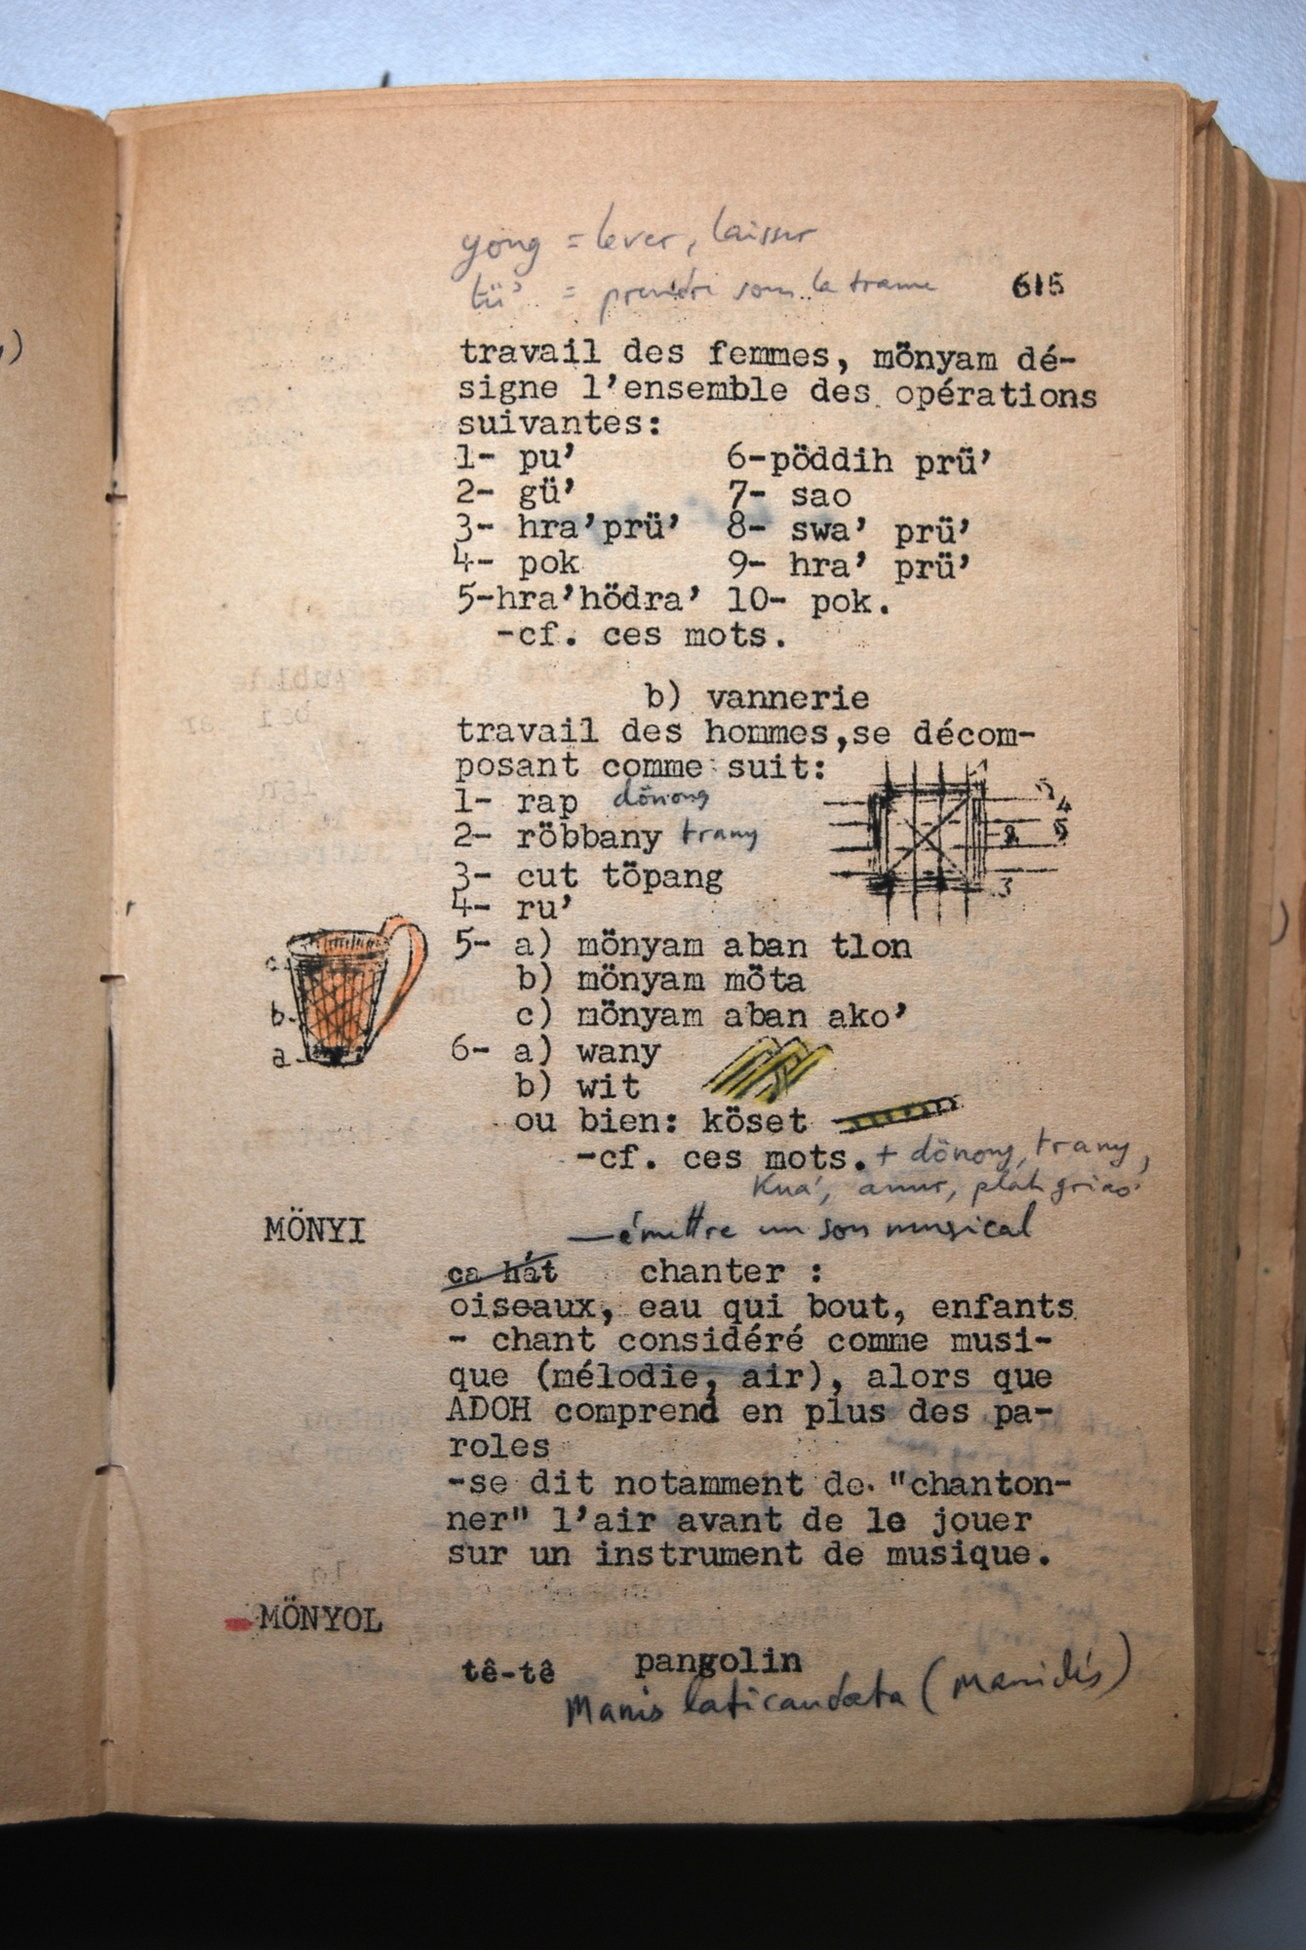 yong = lever, laisser
tü' = prendre sous la trame
615
travail des femmes, mönyam dé-
signe l'ensemble des opérations
suivantes:
1- pu' 6-pöddih prü'
2- gü' 7- sao
3- hra'prü' 8- swa' prü'
4- pok 9- hra' prü'
5-hra'hödra' 10- pok.
-cf. ces mots.
b) vannerie
travail des hommes,se décom-
posant comme suit:
1- rap dönong
2- röbbany trany
3- cut töpang
4- ru'
5- a) mönyam aban tlon
b) mönyam möta
c) mönyam aban ako'
6- a) wany
b) wit
ou bien: köset
-cf. ces mots. + dönong, trany,
Kua',
4
5
2
3
c
b
a
MÖNYI —émettre un son musical
ca hát chanter :
oiseaux, eau qui bout, enfants
- chant considéré comme musi-
que (mélodie, air), alors que
ADOH comprend en plus des pa-
roles
-se dit notamment de "chanton-
ner" l'air avant de le jouer
sur un instrument de musique.
MÖNYOL
tê-tê pangolin
Manis laticaudata (Manidés)